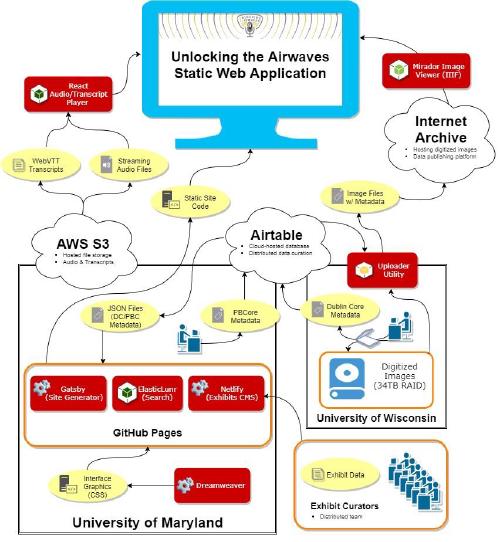 Unlocking the Airwaves
Static Web Application
React
Audio/Transcript
Player
Mirador Image
Viewer (IIIF)
Internet
Archive
• Hosting digitized images
• Data publishing platform
WebVTT
Transcripts
Streaming
Audio Files
Static Site
Code
Image Files
w/ Metadata
AWS S3
• Hosted file storage
• Audio & Transcripts
Airtable
• Cloud-hosted database
• Distributed data curation
Uploader
Utility
JSON Files
(DC/PBC
Metadata)
PBCore
Metadata
Dublin Core
Metadata
Digitized
Images
(34TB RAID)
University of Wisconsin
Gatsby
(Site Generator)
ElasticLunr
(Search)
Netlify
(Exhibits CMS)
GitHub Pages
Interface
Graphics
(CSS)
Dreamweaver
University of Maryland
Exhibit Data
Exhibit Curators
• Distributed team